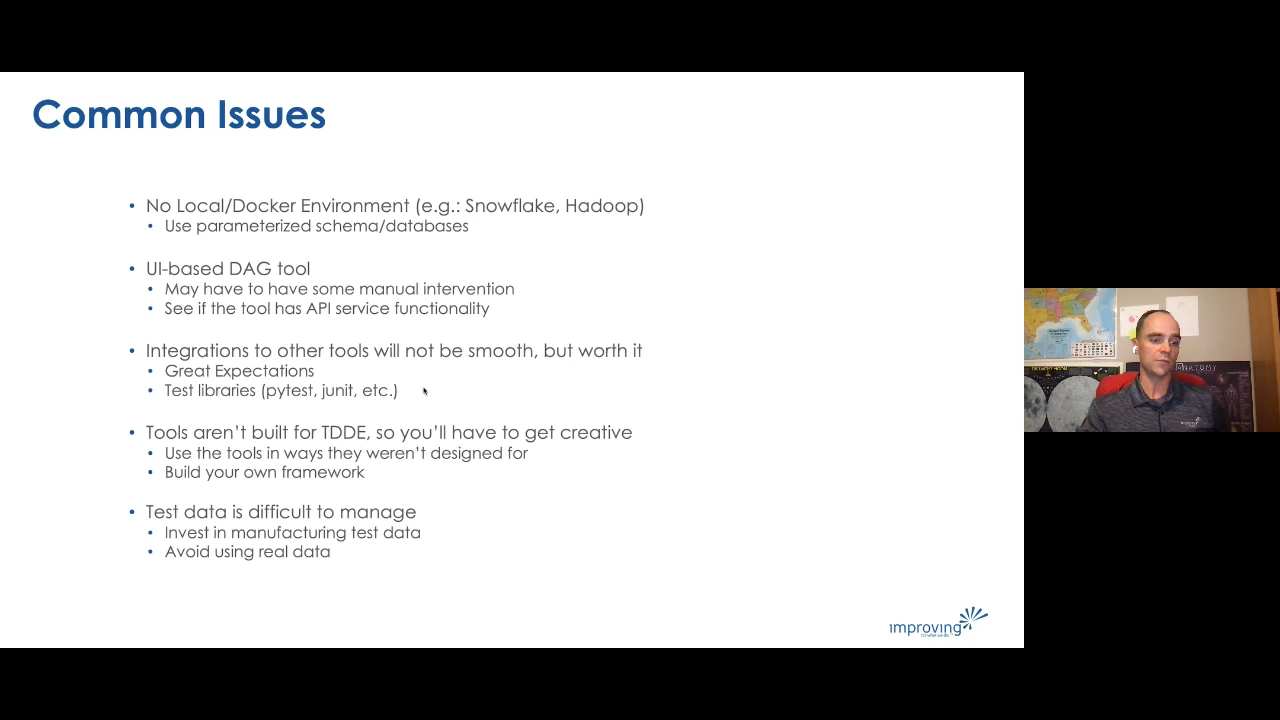 Common Issues
• No Local/Docker Environment (e.g.: Snowflake, Hadoop)
• Use parameterized schema/databases
• UI-based DAG tool
• May have to have some manual intervention
• See if the tool has API service functionality
• Integrations to other tools will not be smooth, but worth it
• Great Expectations
• Test libraries (pytest, junit, etc.)
• Tools aren’t built for TDDE, so you’ll have to get creative
• Use the tools in ways they weren’t designed for
• Build your own framework
• Test data is difficult to manage
• Invest in manufacturing test data
• Avoid using real data
improving
It's what we do.